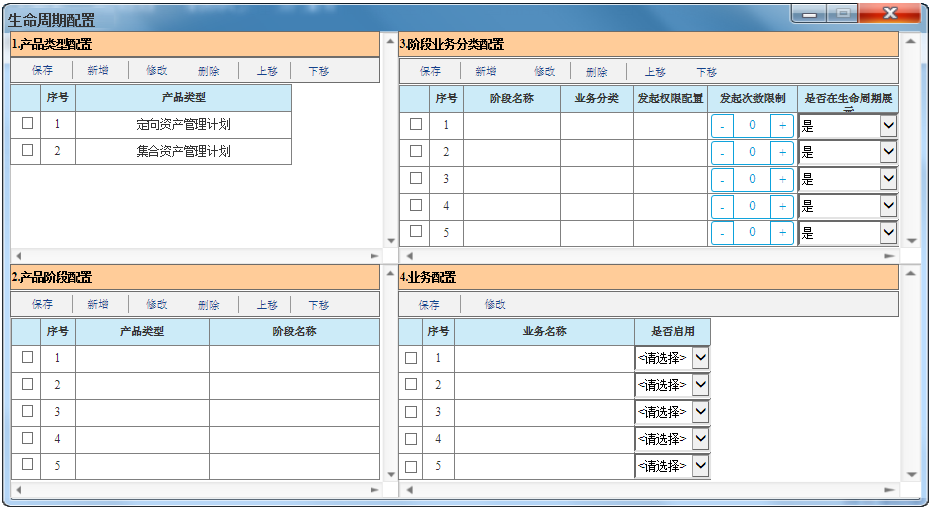 生命周期配置
1.产品类型配置
保存 新增 修改 删除 上移 下移
序号 产品类型
1 定向资产管理计划
2 集合资产管理计划
3.阶段业务分类配置
保存 新增 修改 删除 上移 下移
序号 阶段名称 业务分类 发起权限配置 发起次数限制 是否在生命周期展示
1 - 0 + 是
2 - 0 + 是
3 - 0 + 是
4 - 0 + 是
5 - 0 + 是
2.产品阶段配置
保存 新增 修改 删除 上移 下移
序号 产品类型 阶段名称
1
2
3
4
5
4.业务配置
保存 修改
序号 业务名称 是否启用
1 <请选择>
2 <请选择>
3 <请选择>
4 <请选择>
5 <请选择>